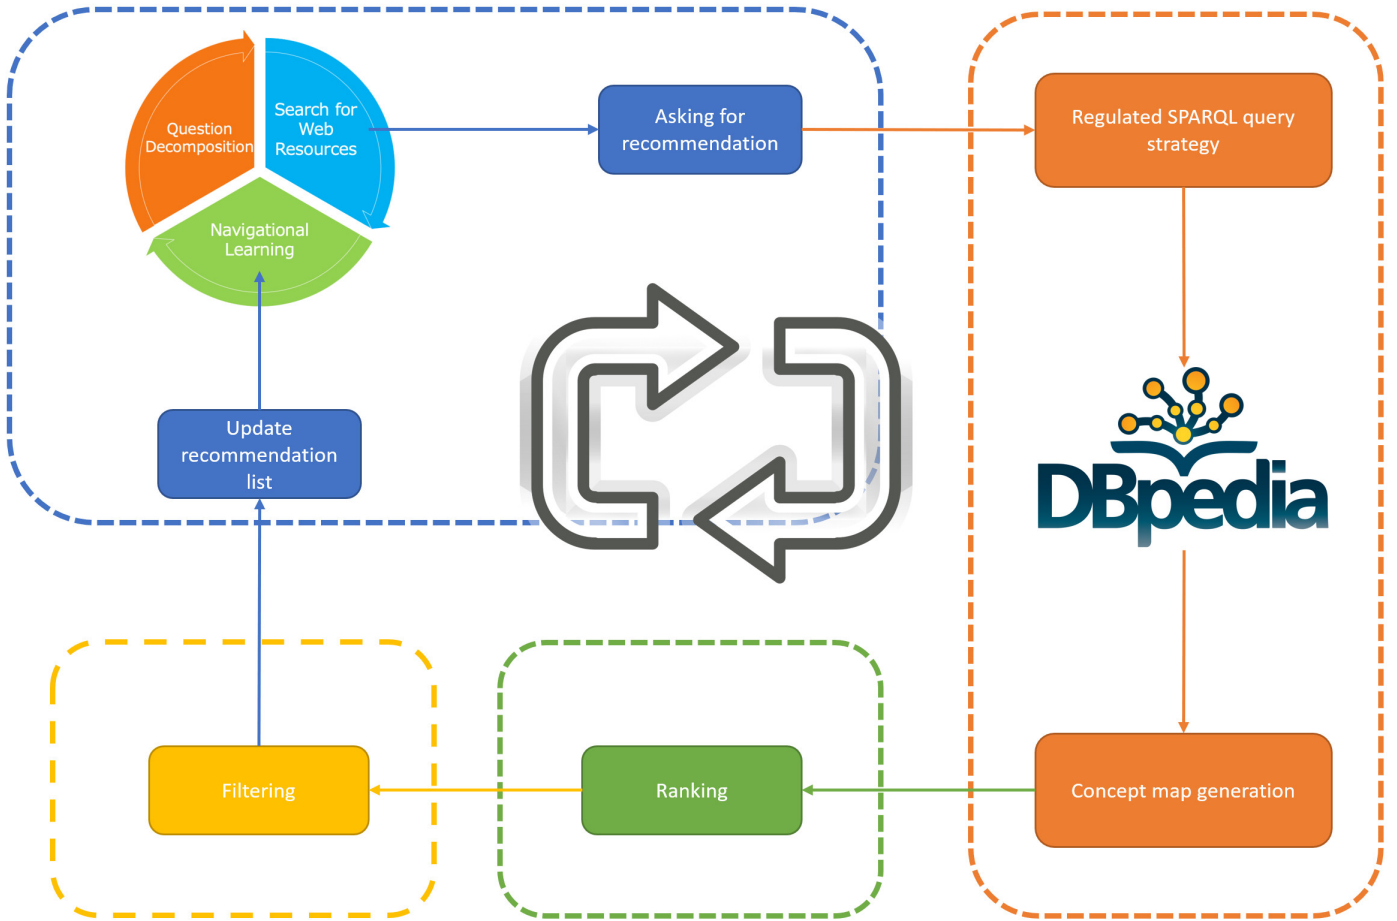 Question
Decomposition
Search for
Web
Resources
Navigational
Learning
Asking for
recommendation
Regulated SPARQL query
strategy
Update
recommendation
list
DBpedia
Filtering
Ranking
Concept map generation